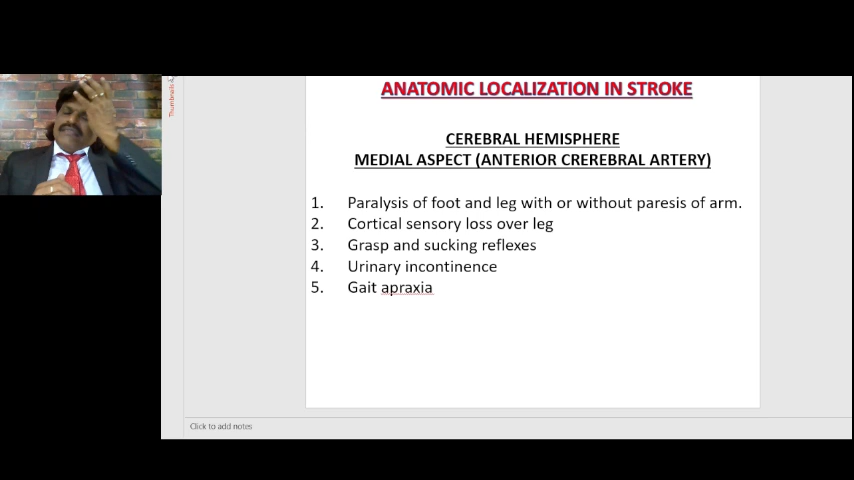 Thumbnails
ANATOMIC LOCALIZATION IN STROKE
CEREBRAL HEMISPHERE
MEDIAL ASPECT (ANTERIOR CREREBRAL ARTERY)
1. Paralysis of foot and leg with or without paresis of arm.
2. Cortical sensory loss over leg
3. Grasp and sucking reflexes
4. Urinary incontinence
5. Gait apraxia
Click to add notes